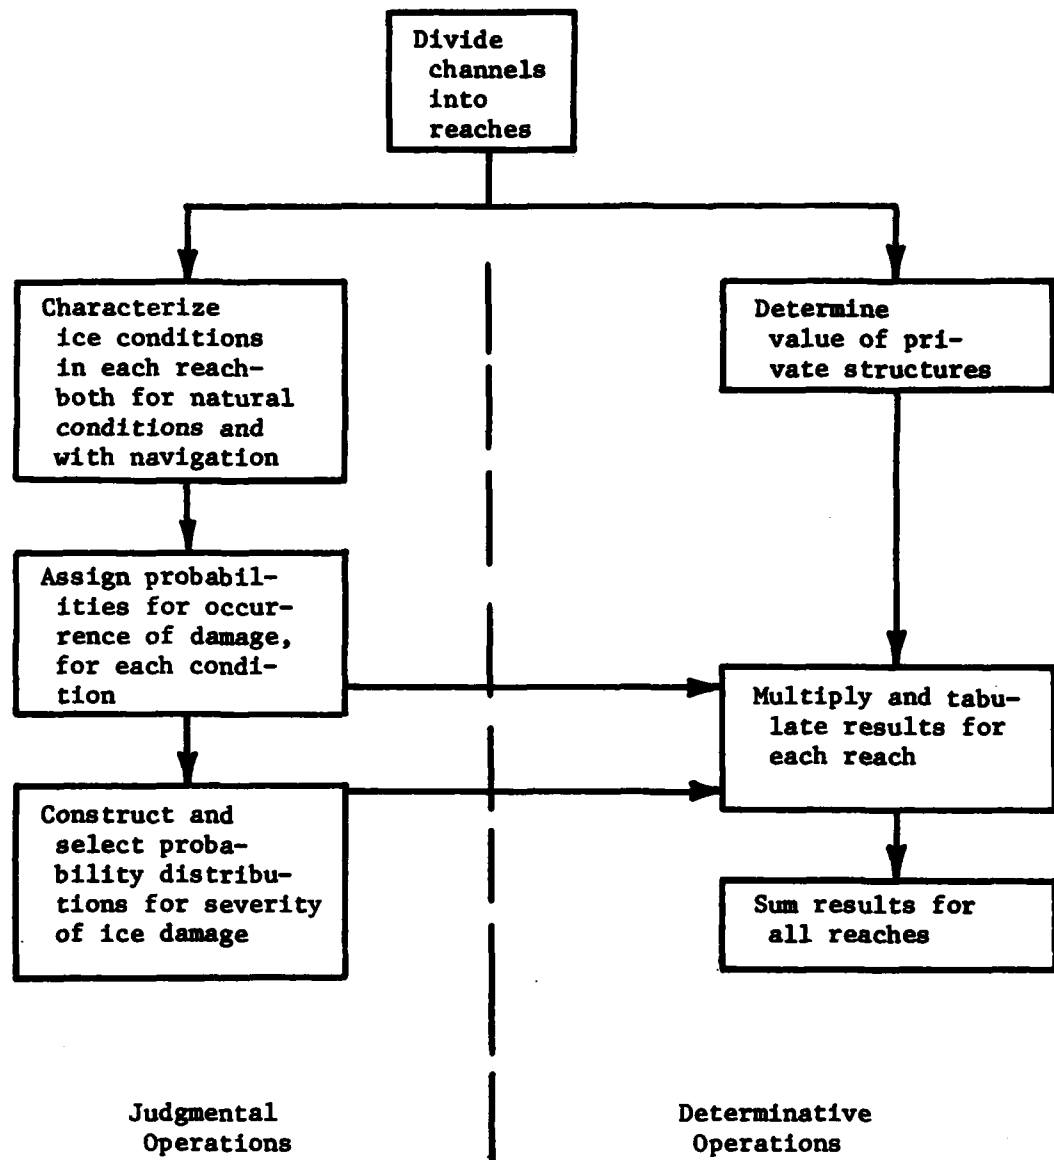 Divide
channels
into
reaches
Characterize
ice conditions
in each reach-
both for natural
conditions and
with navigation
Determine
value of pri-
vate structures
Assign probabil-
ities for occur-
rence of damage,
for each condi-
tion
Multiply and tabu-
late results for
each reach
Construct and
select proba-
bility distribu-
tions for severity
of ice damage
Sum results for
all reaches
Judgmental
Operations
Determinative
Operations